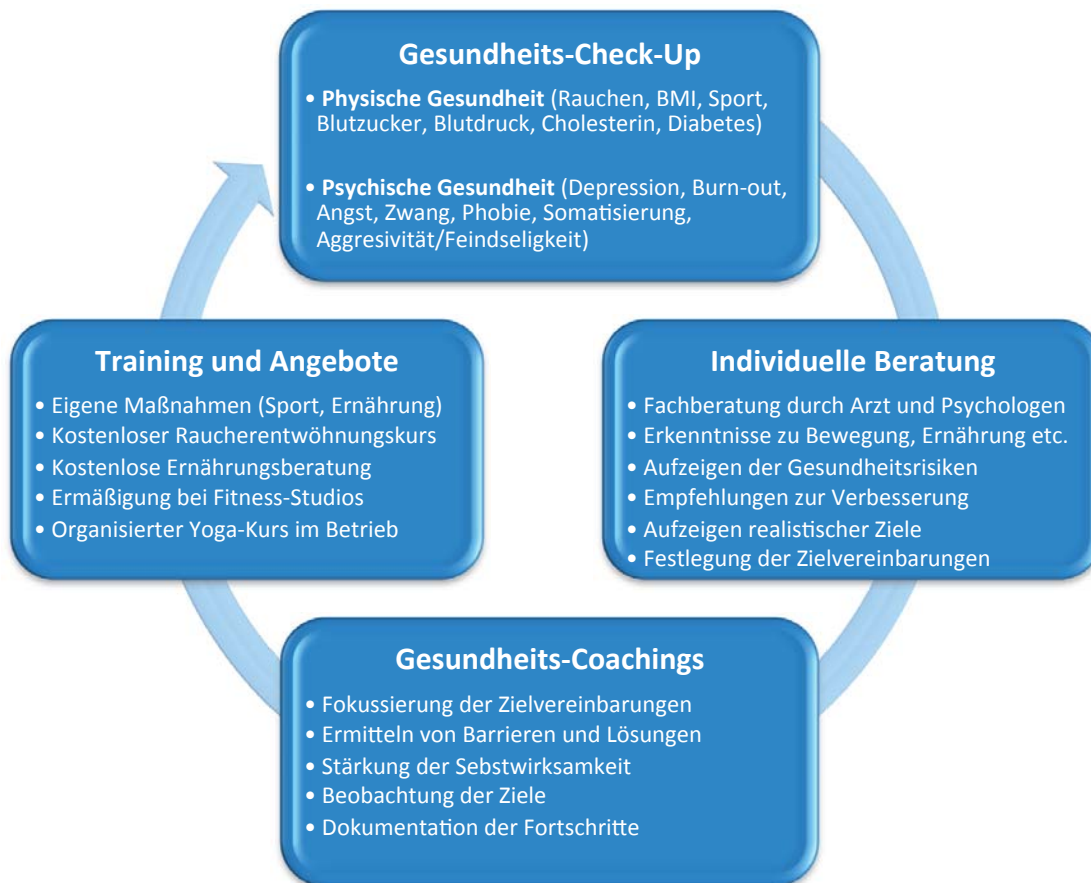 Gesundheits-Check-Up
• Physische Gesundheit (Rauchen, BMI, Sport,
Blutzucker, Blutdruck, Cholesterin, Diabetes)
• Psychische Gesundheit (Depression, Burn-out,
Angst, Zwang, Phobie, Somatisierung,
Aggresivität/Feindseligkeit)
Training und Angebote
• Eigene Maßnahmen (Sport, Ernährung)
• Kostenloser Raucherentwöhnungskurs
• Kostenlose Ernährungsberatung
• Ermäßigung bei Fitness-Studios
• Organisierter Yoga-Kurs im Betrieb
Individuelle Beratung
• Fachberatung durch Arzt und Psychologen
• Erkenntnisse zu Bewegung, Ernährung etc.
• Aufzeigen der Gesundheitsrisiken
• Empfehlungen zur Verbesserung
• Aufzeigen realistischer Ziele
• Festlegung der Zielvereinbarungen
Gesundheits-Coachings
• Fokussierung der Zielvereinbarungen
• Ermitteln von Barrieren und Lösungen
• Stärkung der Sebstwirksamkeit
• Beobachtung der Ziele
• Dokumentation der Fortschritte